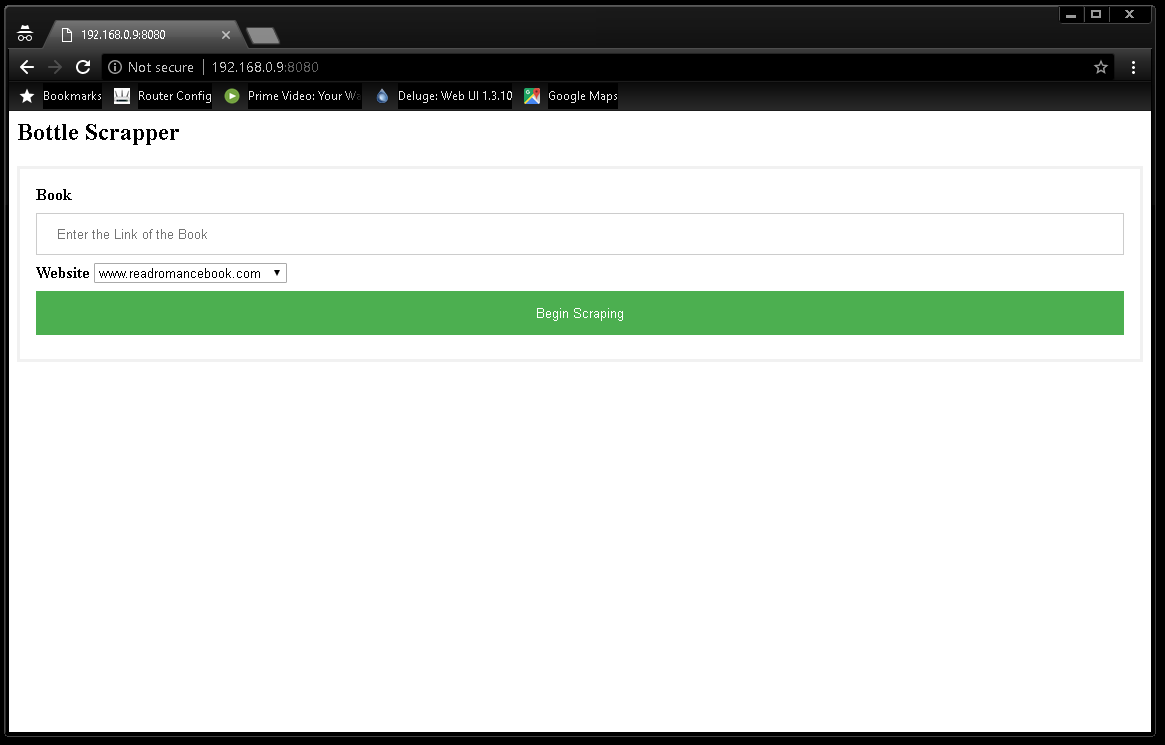 192.168.0.9:8080
Not secure 192.168.0.9:8080
Bookmarks Router Config Prime Video: Your Wa Deluge: Web UI 1.3.10 Google Maps
Bottle Scrapper
Book
Enter the Link of the Book
Website www.readromancebook.com
Begin Scraping